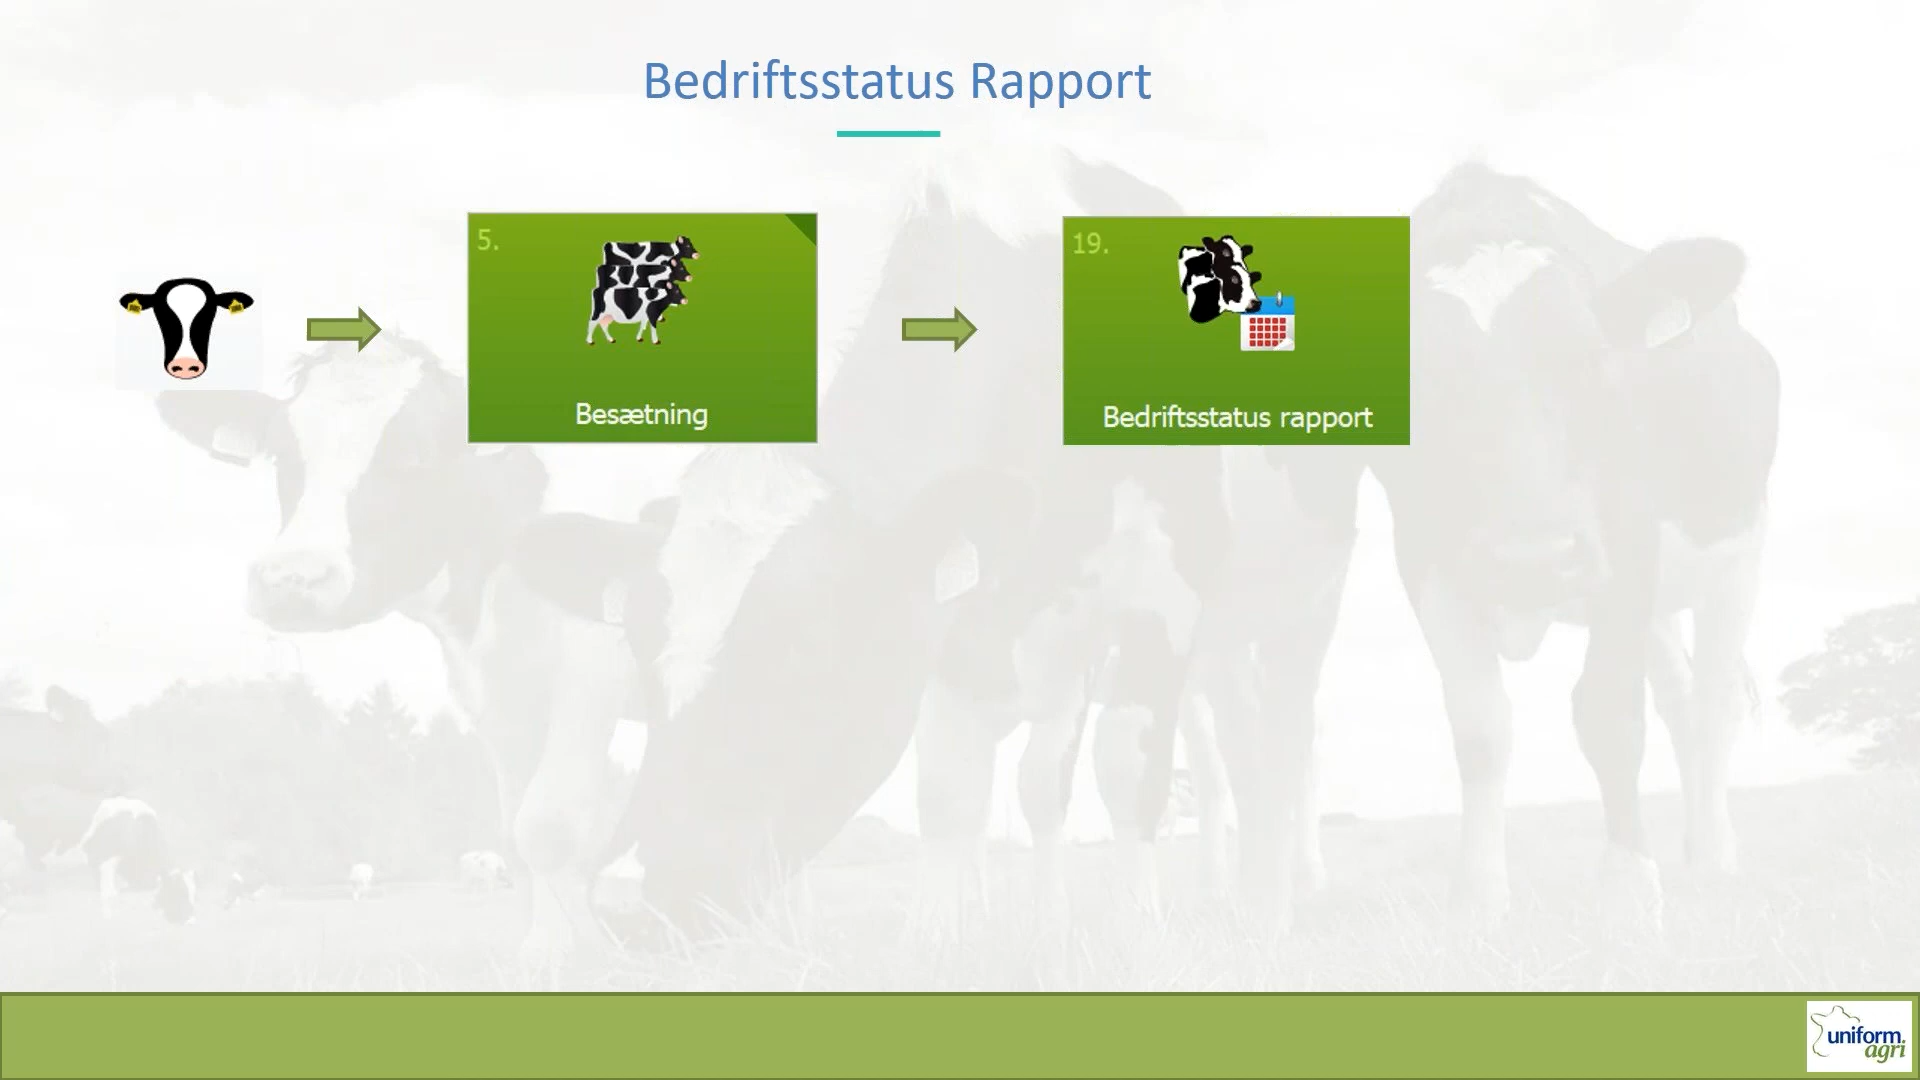 Bedriftsstatus Rapport
5.
Besætning
19.
Bedriftsstatus rapport
uniform
agri